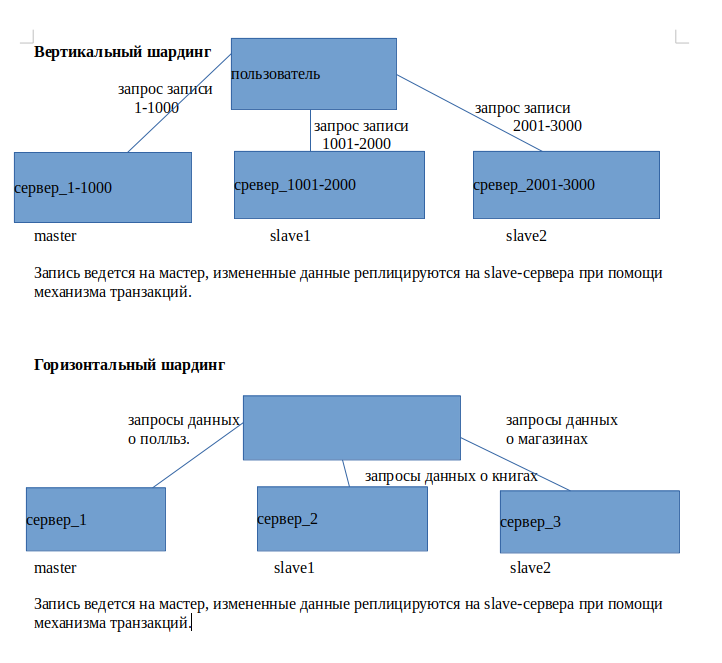 Вертикальный шардинг
пользователь
запрос записи
1-1000
запрос записи
1001-2000
запрос записи
2001-3000
сервер_1-1000
сревер_1001-2000
сревер_2001-3000
master
slave1
slave2
Запись ведется на мастер, измененные данные реплицируются на slave-сервера при помощи
механизма транзакций.
Горизонтальный шардинг
запросы данных
о полльз.
запросы данных
о магазинах
запросы данных о книгах
сервер_1
сервер_2
сервер_3
master
slave1
slave2
Запись ведется на мастер, измененные данные реплицируются на slave-сервера при помощи
механизма транзакций.